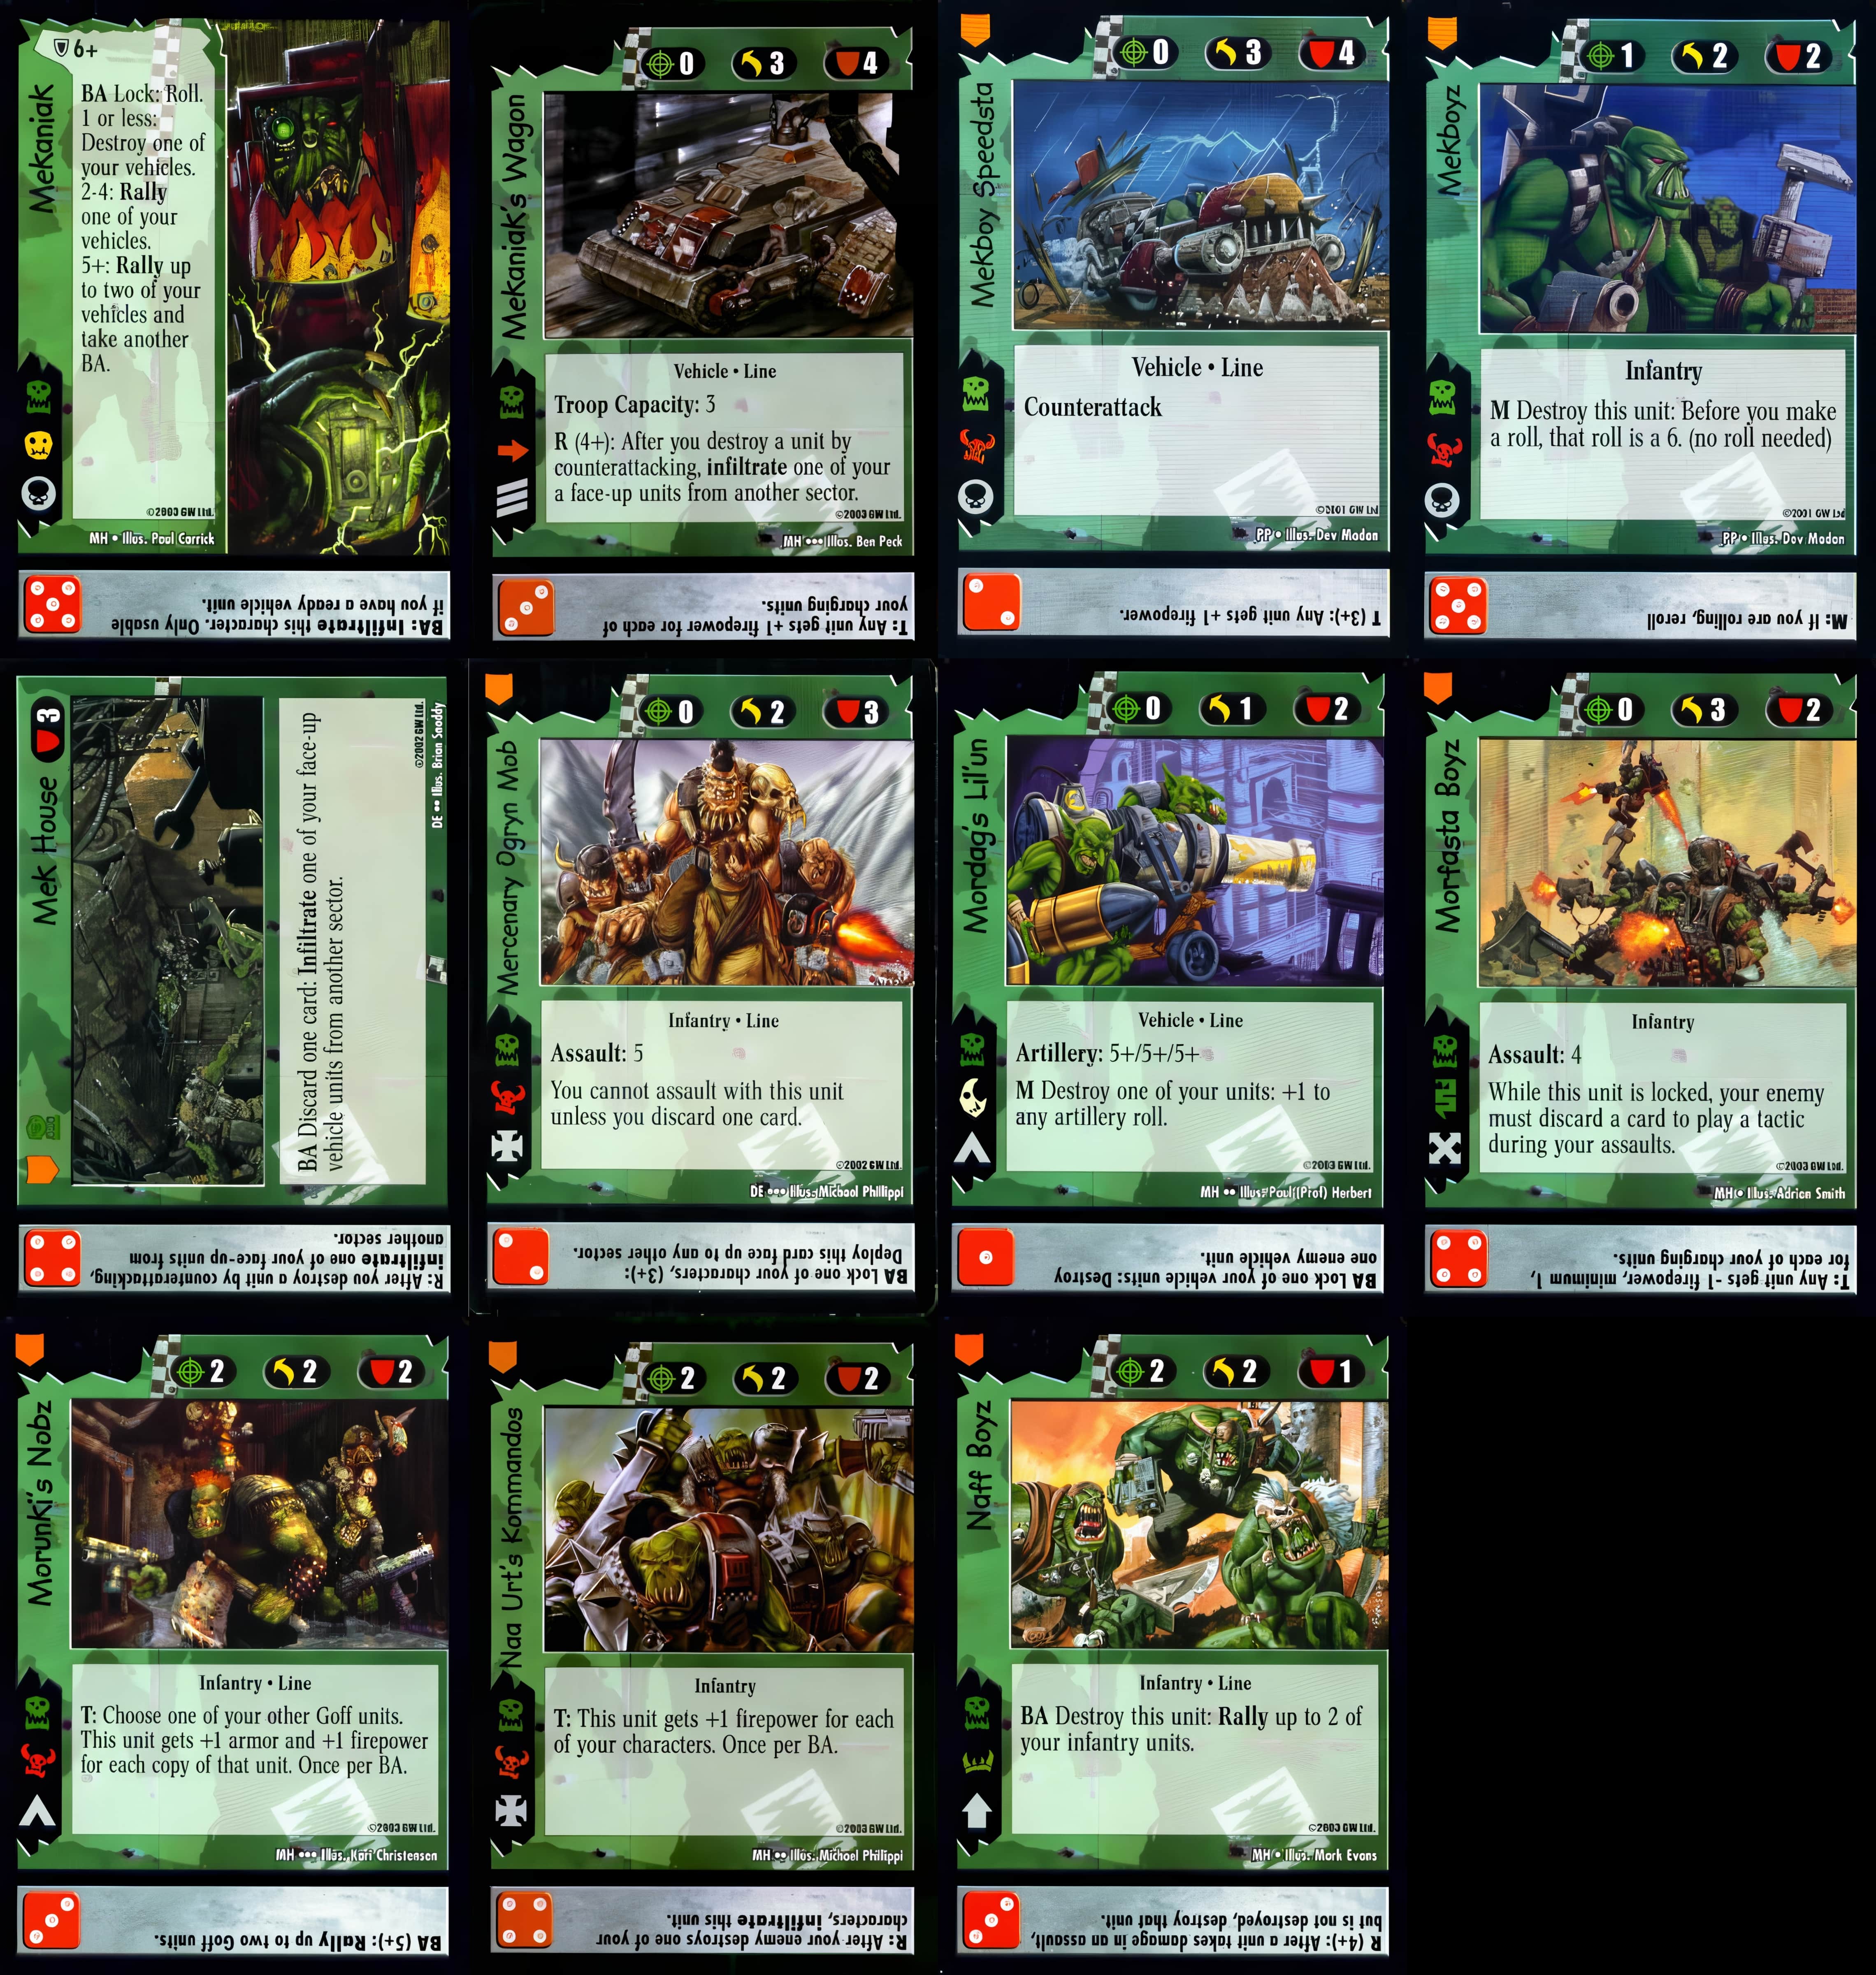 Mekaniak
6+
BA Lock: Roll.
1 or less:
Destroy one of
your vehicles.
2-4: Rally
one of your
vehicles.
5+: Rally up
to two of your
vehicles and
take another
BA.
©2003 GW Ltd.
MH • Illus. Paul Carrick
BA: Infiltrate this character. Only usable
if you have a ready vehicle unit.
Mekaniak's Wagon
0 3 4
Vehicle • Line
Troop Capacity: 3
R (4+): After you destroy a unit by
counterattacking, infiltrate one of your
a face-up units from another sector.
©2003 GW Ltd.
MH ••• Illus. Ben Peck
T: Any unit gets +1 firepower for each of
your charging units.
Mekboy Speedsta
0 3 4
Vehicle • Line
Counterattack
©2001 GW Ltd
PP • Illus. Dev Madan
T (3+): Any unit gets +1 firepower.
Mekboyz
1 2 2
Infantry
M Destroy this unit: Before you make
a roll, that roll is a 6. (no roll needed)
©2001 GW Ltd
PP • Illus. Dev Madan
M: If you are rolling, reroll
Mek House
3
BA Discard one card: Infiltrate one of your face-up
vehicle units from another sector.
©2002 GW Ltd.
DE •• Illus. Brian Snoddy
R: After you destroy a unit by counterattacking,
infiltrate one of your face-up units from
another sector.
Mercenary Ogryn Mob
0 2 3
Infantry • Line
Assault: 5
You cannot assault with this unit
unless you discard one card.
©2002 GW Ltd.
DE ••• Illus. Michael Phillippi
BA Lock one of your characters, (3+):
Deploy this card face up to any other sector.
Mordag's Lil'un
0 1 2
Vehicle • Line
Artillery: 5+/5+/5+
M Destroy one of your units: +1 to
any artillery roll.
©2003 GW Ltd.
MH •• Illus. Paul (Prof) Herbert
BA Lock one of your vehicle units: Destroy
one enemy vehicle unit.
Morfasta Boyz
0 3 2
Infantry
Assault: 4
While this unit is locked, your enemy
must discard a card to play a tactic
during your assaults.
©2003 GW Ltd.
MH • Illus. Adrian Smith
T: Any unit gets -1 firepower, minimum 1,
for each of your charging units.
Morunki's Nobz
2 2 2
Infantry • Line
T: Choose one of your other Goff units.
This unit gets +1 armor and +1 firepower
for each copy of that unit. Once per BA.
©2003 GW Ltd.
MH ••• Illus. Kari Christensen
BA (5+): Rally up to two Goff units.
Naa Urt's Kommandos
2 2 2
Infantry
T: This unit gets +1 firepower for each
of your characters. Once per BA.
©2003 GW Ltd.
MH •• Illus. Michael Phillippi
R: After your enemy destroys one of your
characters, infiltrate this unit
Naff Boyz
2 2 1
Infantry • Line
BA Destroy this unit: Rally up to 2 of
your infantry units.
©2003 GW Ltd.
MH • Illus. Mark Evans
R (4+): After a unit takes damage in an assault,
but is not destroyed, destroy that unit.